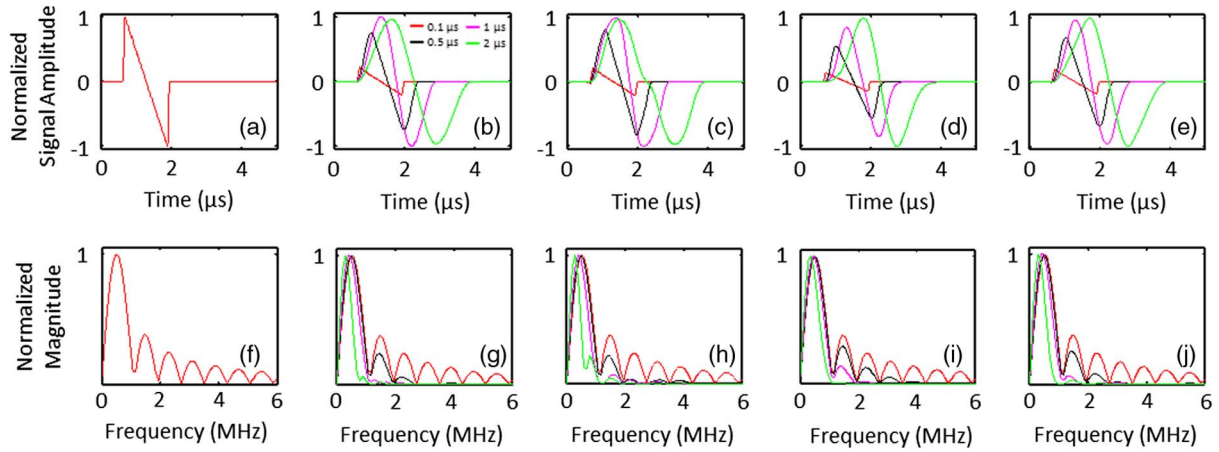 Normalized
Signal Amplitude
1
0
-1
0 2 4
Time (μs)
(a)
1
0
-1
0 2 4
Time (μs)
(b)
0.1 μs
1 μs
0.5 μs
2 μs
1
0
-1
0 2 4
Time (μs)
(c)
1
0
-1
0 2 4
Time (μs)
(d)
1
0
-1
0 2 4
Time (μs)
(e)
Normalized
Magnitude
1
0 2 4 6
Frequency (MHz)
(f)
1
0 2 4 6
Frequency (MHz)
(g)
1
0 2 4 6
Frequency (MHz)
(h)
1
0 2 4 6
Frequency (MHz)
(i)
1
0 2 4 6
Frequency (MHz)
(j)